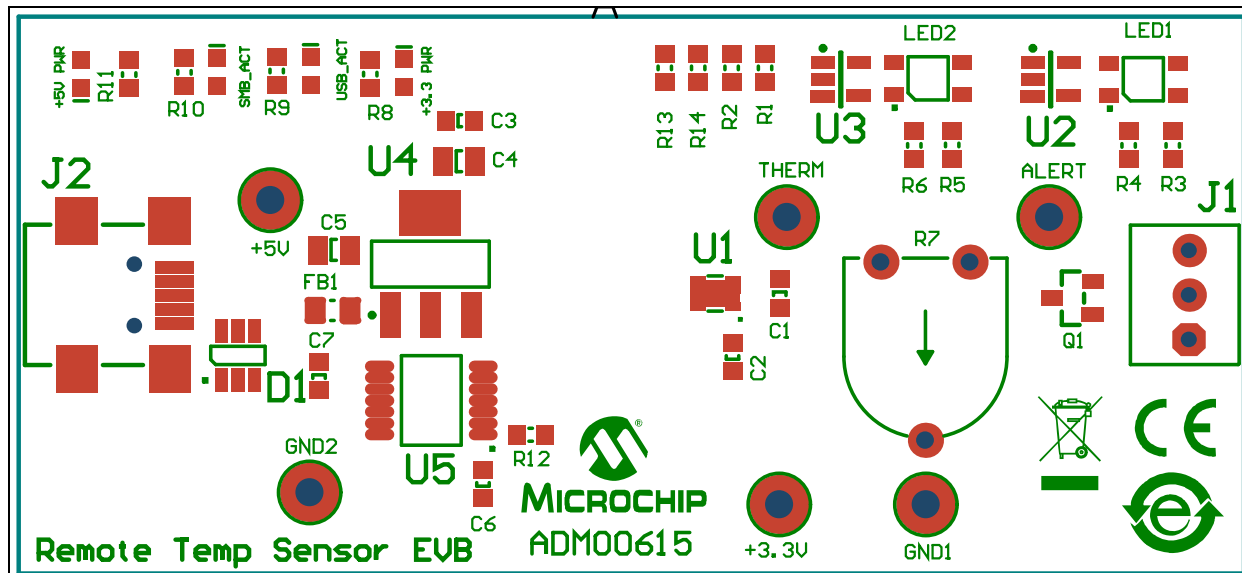 LED2
LED1
+5V PWR
R11
R10
SMB_ACT
R9
USB_ACT
R8
+3.3 PWR
C3
C4
U4
R13
R14
R2
R1
U3
U2
R6
R5
R4
R3
J2
THERM
ALERT
J1
+5V
C5
U1
R7
FB1
C7
C1
C2
Q1
D1
GND2
U5
R12
C6
®
MICROCHIP
CE
e
Remote Temp Sensor EVB
ADM00615
+3.3V
GND1